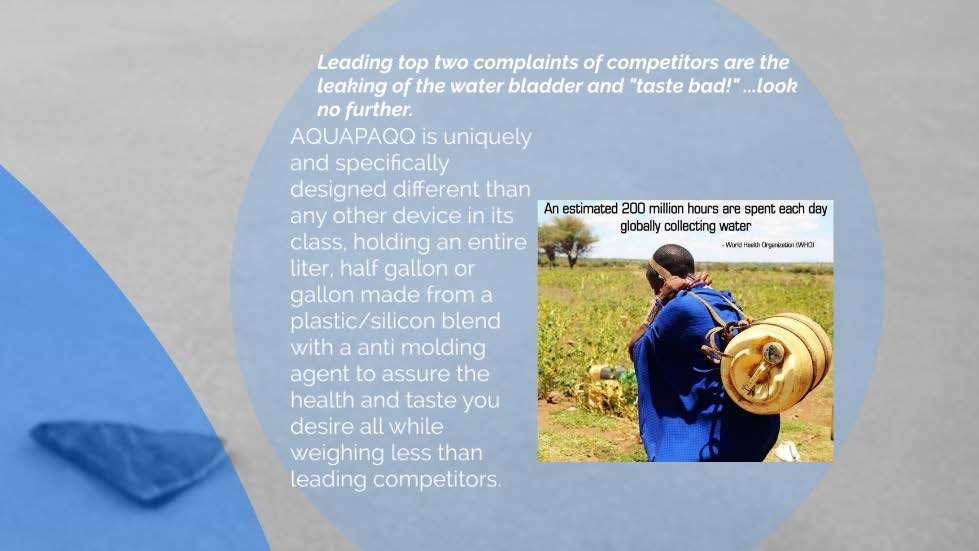 Leading top two complaints of competitors are the
leaking of the water bladder and "taste bad!" ...look
no further.
AQUAPAQQ is uniquely
and specifically
designed different than
any other device in its
class, holding an entire
liter, half gallon or
gallon made from a
plastic/silicon blend
with a anti molding
agent to assure the
health and taste you
desire all while
weighing less than
leading competitors.
An estimated 200 million hours are spent each day
globally collecting water
- World Health Organization (WHO)